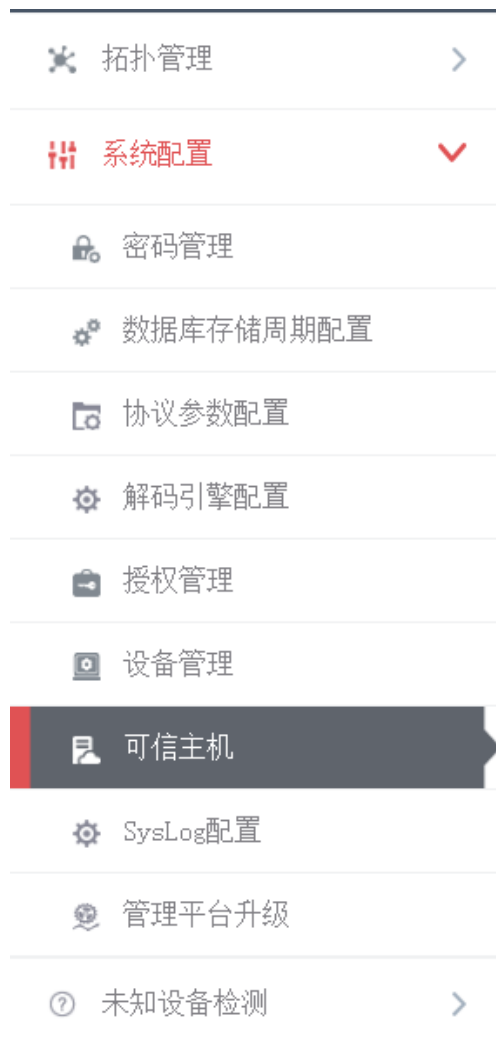 拓扑管理
系统配置
密码管理
数据库存储周期配置
协议参数配置
解码引擎配置
授权管理
设备管理
可信主机
SysLog配置
管理平台升级
未知设备检测